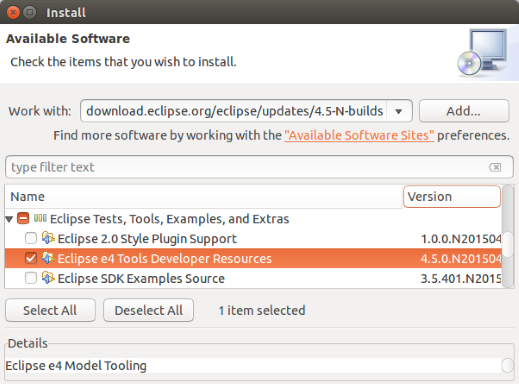 Install
Available Software
Check the items that you wish to install.
Work with: download.eclipse.org/eclipse/updates/4.5-N-builds Add...
Find more software by working with the "Available Software Sites" preferences.
type filter text
Name Version
Eclipse Tests, Tools, Examples, and Extras
Eclipse 2.0 Style Plugin Support 1.0.0.N201504
Eclipse e4 Tools Developer Resources 4.5.0.N201504
Eclipse SDK Examples Source 3.5.401.N201504
Select All Deselect All 1 item selected
Details
Eclipse e4 Model Tooling